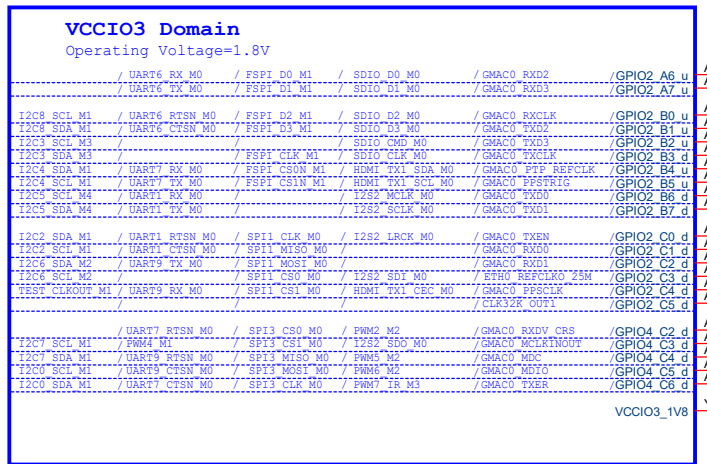 VCCIO3 Domain
Operating Voltage=1.8V
/ UART6_RX_M0 / FSPI_D0_M1 / SDIO_D0_M0 / GMAC0_RXD2 /GPIO2_A6_u
/ UART6_TX_M0 / FSPI_D1_M1 / SDIO_D1_M0 / GMAC0_RXD3 /GPIO2_A7_u
I2C8_SCL_M1 / UART6_RTSN_M0 / FSPI_D2_M1 / SDIO_D2_M0 / GMAC0_RXCLK /GPIO2_B0_u
I2C8_SDA_M1 / UART6_CTSN_M0 / FSPI_D3_M1 / SDIO_D3_M0 / GMAC0_TXD2 /GPIO2_B1_u
I2C3_SCL_M3 / / / SDIO_CMD_M0 / GMAC0_TXD3 /GPIO2_B2_u
I2C3_SDA_M3 / / FSPI_CLK_M1 / SDIO_CLK_M0 / GMAC0_TXCLK /GPIO2_B3_d
I2C4_SDA_M1 / UART7_RX_M0 / FSPI_CS0N_M1 / HDMI_TX1_SDA_M0 / GMAC0_PTP_REFCLK /GPIO2_B4_u
I2C4_SCL_M1 / UART7_TX_M0 / FSPI_CS1N_M1 / HDMI_TX1_SCL_M0 / GMAC0_PPSTRIG /GPIO2_B5_u
I2C5_SCL_M4 / UART1_RX_M0 / / I2S2_MCLK_M0 / GMAC0_TXD0 /GPIO2_B6_d
I2C5_SDA_M4 / UART1_TX_M0 / / I2S2_SCLK_M0 / GMAC0_TXD1 /GPIO2_B7_d
I2C2_SDA_M1 / UART1_RTSN_M0 / SPI1_CLK_M0 / I2S2_LRCK_M0 / GMAC0_TXEN /GPIO2_C0_d
I2C2_SCL_M1 / UART1_CTSN_M0 / SPI1_MISO_M0 / / GMAC0_RXD0 /GPIO2_C1_d
I2C6_SDA_M2 / UART9_TX_M0 / SPI1_MOSI_M0 / / GMAC0_RXD1 /GPIO2_C2_d
I2C6_SCL_M2 / / SPI1_CS0_M0 / I2S2_SDI_M0 / ETH0_REFCLKO_25M /GPIO2_C3_d
TEST_CLKOUT_M1 / UART9_RX_M0 / SPI1_CS1_M0 / HDMI_TX1_CEC_M0 / GMAC0_PPSCLK /GPIO2_C4_d
/ / / / CLK32K_OUT1 /GPIO2_C5_d
/ UART7_RTSN_M0 / SPI3_CS0_M0 / PWM2_M2 / GMAC0_RXDV_CRS /GPIO4_C2_d
I2C7_SCL_M1 / PWM4_M1 / SPI3_CS1_M0 / I2S2_SDO_M0 / GMAC0_MCLKINOUT /GPIO4_C3_d
I2C7_SDA_M1 / UART9_RTSN_M0 / SPI3_MISO_M0 / PWM5_M2 / GMAC0_MDC /GPIO4_C4_d
I2C0_SCL_M1 / UART9_CTSN_M0 / SPI3_MOSI_M0 / PWM6_M2 / GMAC0_MDIO /GPIO4_C5_d
I2C0_SDA_M1 / UART7_CTSN_M0 / SPI3_CLK_M0 / PWM7_IR_M3 / GMAC0_TXER /GPIO4_C6_d
VCCIO3_1V8